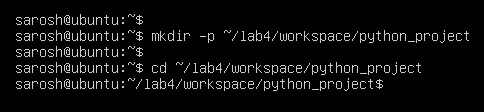 sarosh@ubuntu:~$
sarosh@ubuntu:~$ mkdir -p ~/lab4/workspace/python_project
sarosh@ubuntu:~$
sarosh@ubuntu:~$ cd ~/lab4/workspace/python_project
sarosh@ubuntu:~/lab4/workspace/python_project$